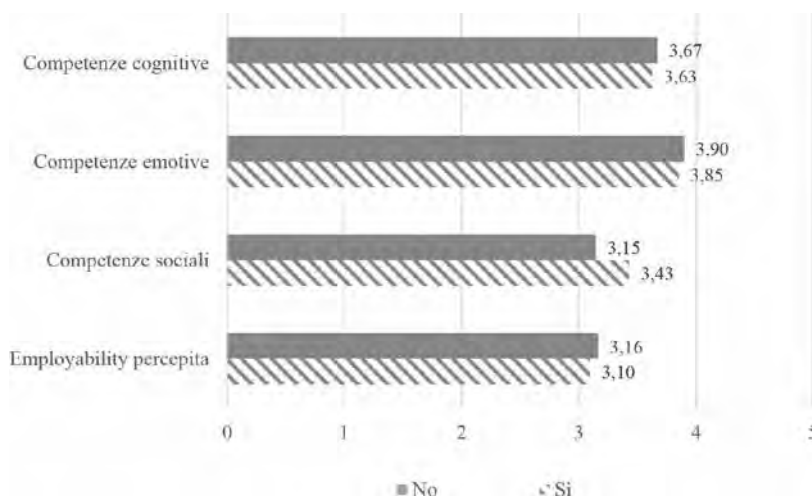 Competenze cognitive
3,67
3,63
Competenze emotive
3,90
3,85
Competenze sociali
3,15
3,43
Employability percepita
3,16
3,10
0 1 2 3 4 5
No Si